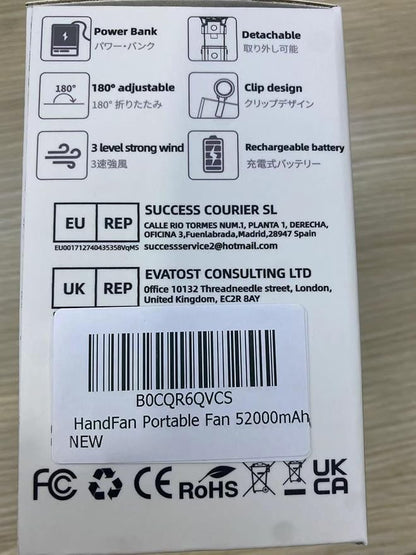 Power Bank
パワー・バンク
Detachable
取り外し可能
180°
180° adjustable
180° 折りたたみ
Clip design
クリップデザイン
3 level strong wind
3速強風
Rechargeable battery
充電式バッテリー
EU REP
SUCCESS COURIER SL
CALLE RIO TORMES NUM.1, PLANTA 1, DERECHA,
OFICINA 3,Fuenlabrada,Madrid,28947 Spain
EU001712740435358VqMS
successservice2@hotmail.com
UK REP
EVATOST CONSULTING LTD
Office 10132 Threadneedle street, London,
United Kingdom, EC2R 8AY
B0CQR6QVCS
HandFan Portable Fan 52000mAh
NEW
FC CE RoHS UK
CA